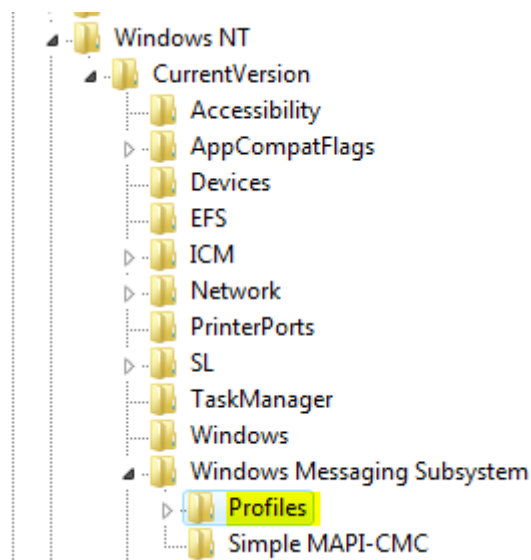 Windows NT
CurrentVersion
Accessibility
AppCompatFlags
Devices
EFS
ICM
Network
PrinterPorts
SL
TaskManager
Windows
Windows Messaging Subsystem
Profiles
Simple MAPI-CMC